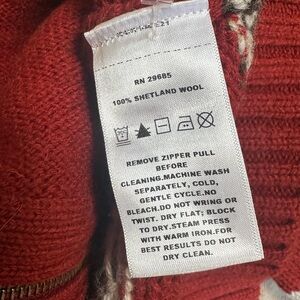 RN 29685
100% SHETLAND WOOL
REMOVE ZIPPER PULL
BEFORE
CLEANING.MACHINE WASH
SEPARATELY, COLD,
GENTLE CYCLE.NO
BLEACH.DO NOT WRING OR
TWIST. DRY FLAT; BLOCK
TO DRY.STEAM PRESS
WITH WARM IRON.FOR
BEST RESULTS DO NOT
DRY CLEAN.